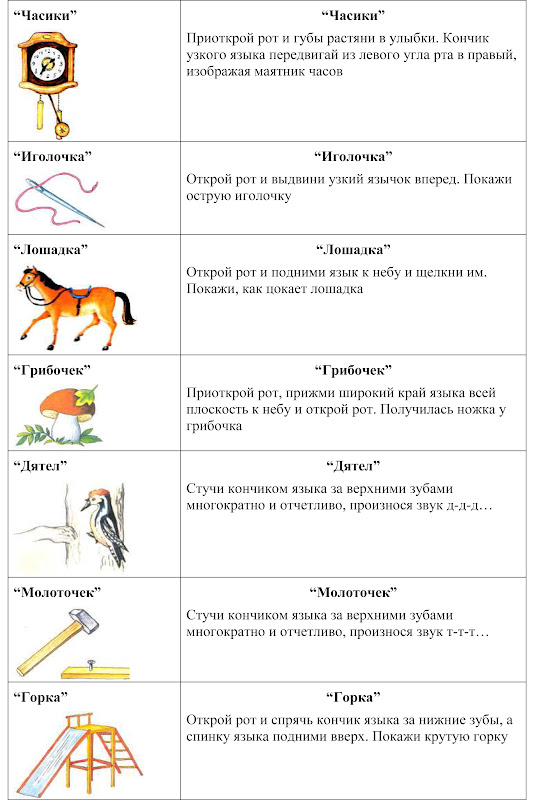 “Часики”
“Часики”
Приоткрой рот и губы растяни в улыбки. Кончик
узкого языка передвигай из левого угла рта в правый,
изображая маятник часов
“Иголочка”
“Иголочка”
Открой рот и выдвини узкий язычок вперед. Покажи
острую иголочку
“Лошадка”
“Лошадка”
Открой рот и подними язык к небу и щелкни им.
Покажи, как цокает лошадка
“Грибочек”
“Грибочек”
Приоткрой рот, прижми широкий край языка всей
плоскость к небу и открой рот. Получилась ножка у
грибочка
“Дятел”
“Дятел”
Стучи кончиком языка за верхними зубами
многократно и отчетливо, произнося звук д-д-д…
“Молоточек”
“Молоточек”
Стучи кончиком языка за верхними зубами
многократно и отчетливо, произнося звук т-т-т…
“Горка”
“Горка”
Открой рот и спрячь кончик языка за нижние зубы, а
спинку языка подними вверх. Покажи крутую горку